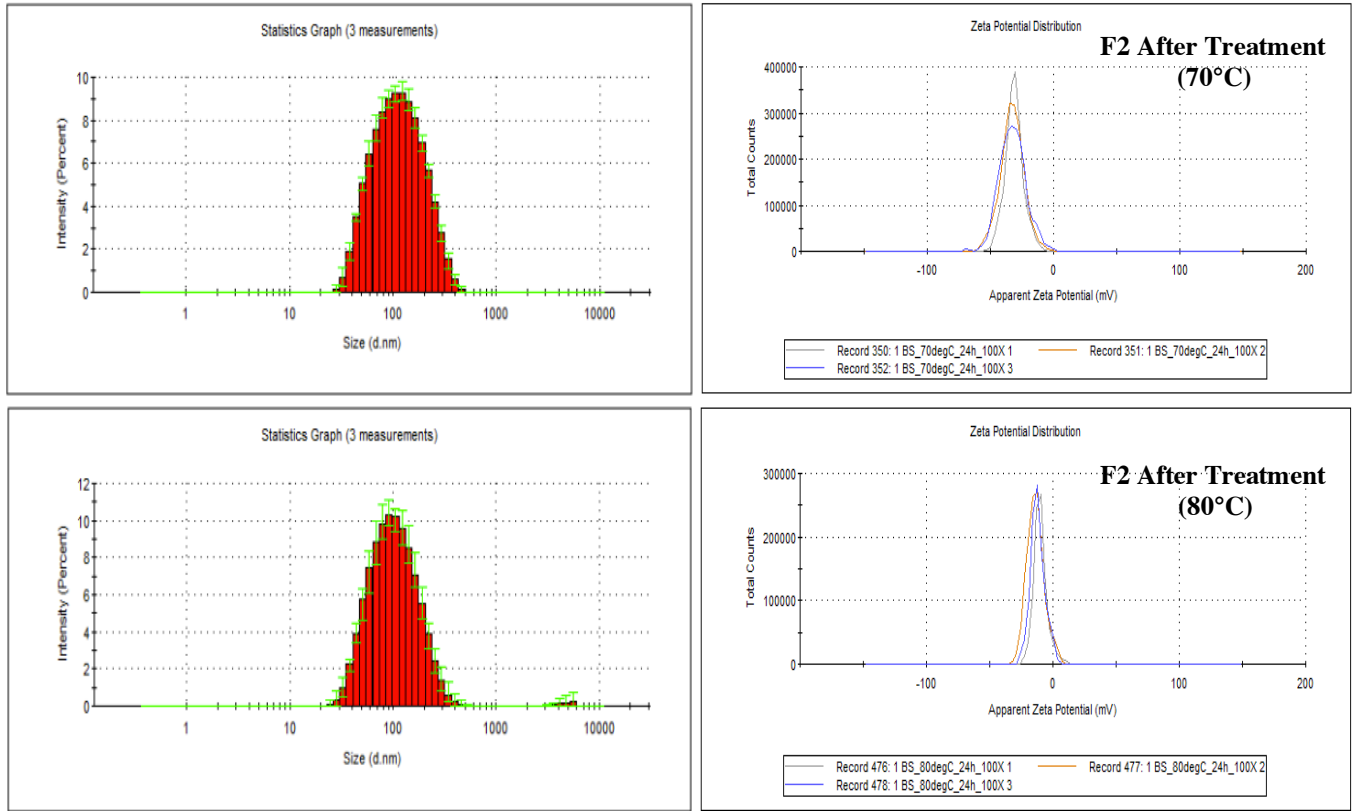 Statistics Graph (3 measurements)
Intensity (Percent)
10
8
6
4
2
0
1 10 100 1000 10000
Size (d.nm)
Zeta Potential Distribution
F2 After Treatment
(70°C)
Total Counts
400000
300000
200000
100000
0
-100 0 100 200
Apparent Zeta Potential (mV)
Record 350: 1 BS_70degC_24h_100X 1 Record 351: 1 BS_70degC_24h_100X 2
Record 352: 1 BS_70degC_24h_100X 3
Statistics Graph (3 measurements)
Intensity (Percent)
12
10
8
6
4
2
0
1 10 100 1000 10000
Size (d.nm)
Zeta Potential Distribution
F2 After Treatment
(80°C)
Total Counts
300000
200000
100000
0
-100 0 100 200
Apparent Zeta Potential (mV)
Record 476: 1 BS_80degC_24h_100X 1 Record 477: 1 BS_80degC_24h_100X 2
Record 478: 1 BS_80degC_24h_100X 3